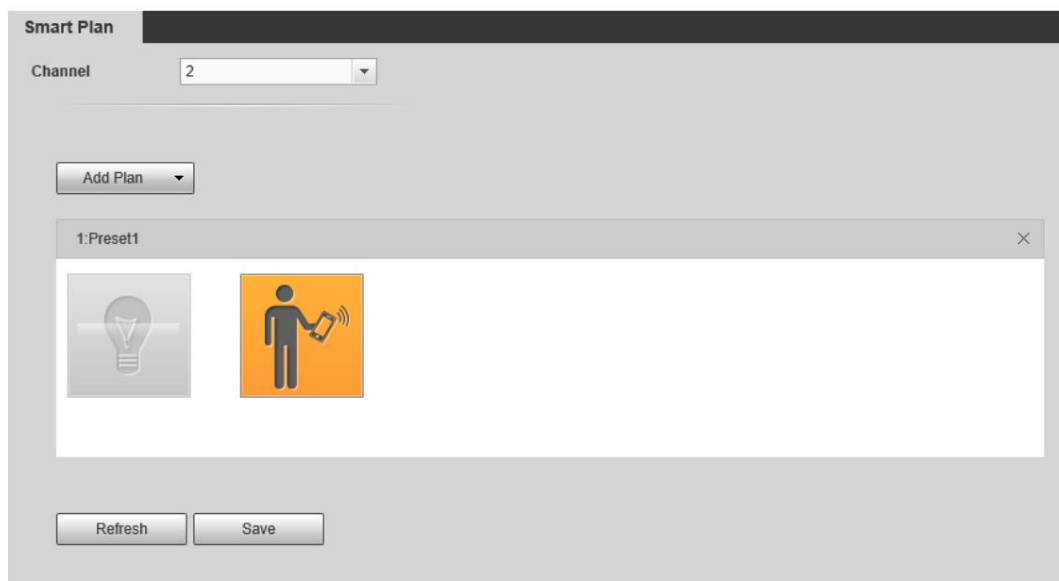 Smart Plan
Channel 2
Add Plan
1:Preset1
Refresh Save